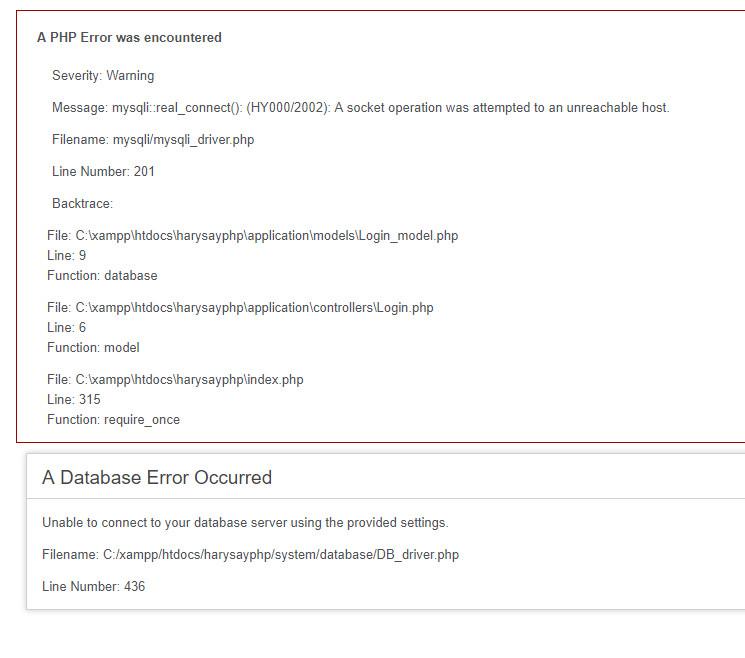 A PHP Error was encountered
Severity: Warning
Message: mysqli::real_connect(): (HY000/2002): A socket operation was attempted to an unreachable host.
Filename: mysqli/mysqli_driver.php
Line Number: 201
Backtrace:
File: C:\xampp\htdocs\harysayphp\application\models\Login_model.php
Line: 9
Function: database
File: C:\xampp\htdocs\harysayphp\application\controllers\Login.php
Line: 6
Function: model
File: C:\xampp\htdocs\harysayphp\index.php
Line: 315
Function: require_once
A Database Error Occurred
Unable to connect to your database server using the provided settings.
Filename: C:/xampp/htdocs/harysayphp/system/database/DB_driver.php
Line Number: 436